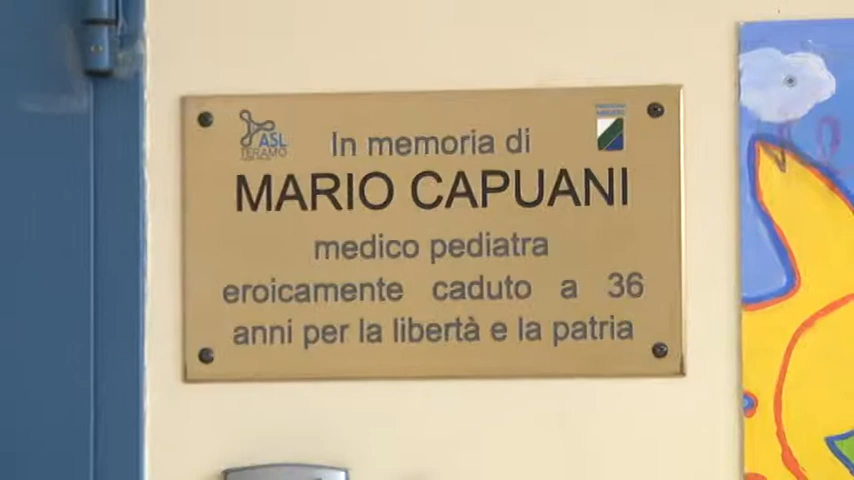 ASL
TERAMO
In memoria di
MARIO CAPUANI
medico pediatra
eroicamente caduto a 36
anni per la libertà e la patria